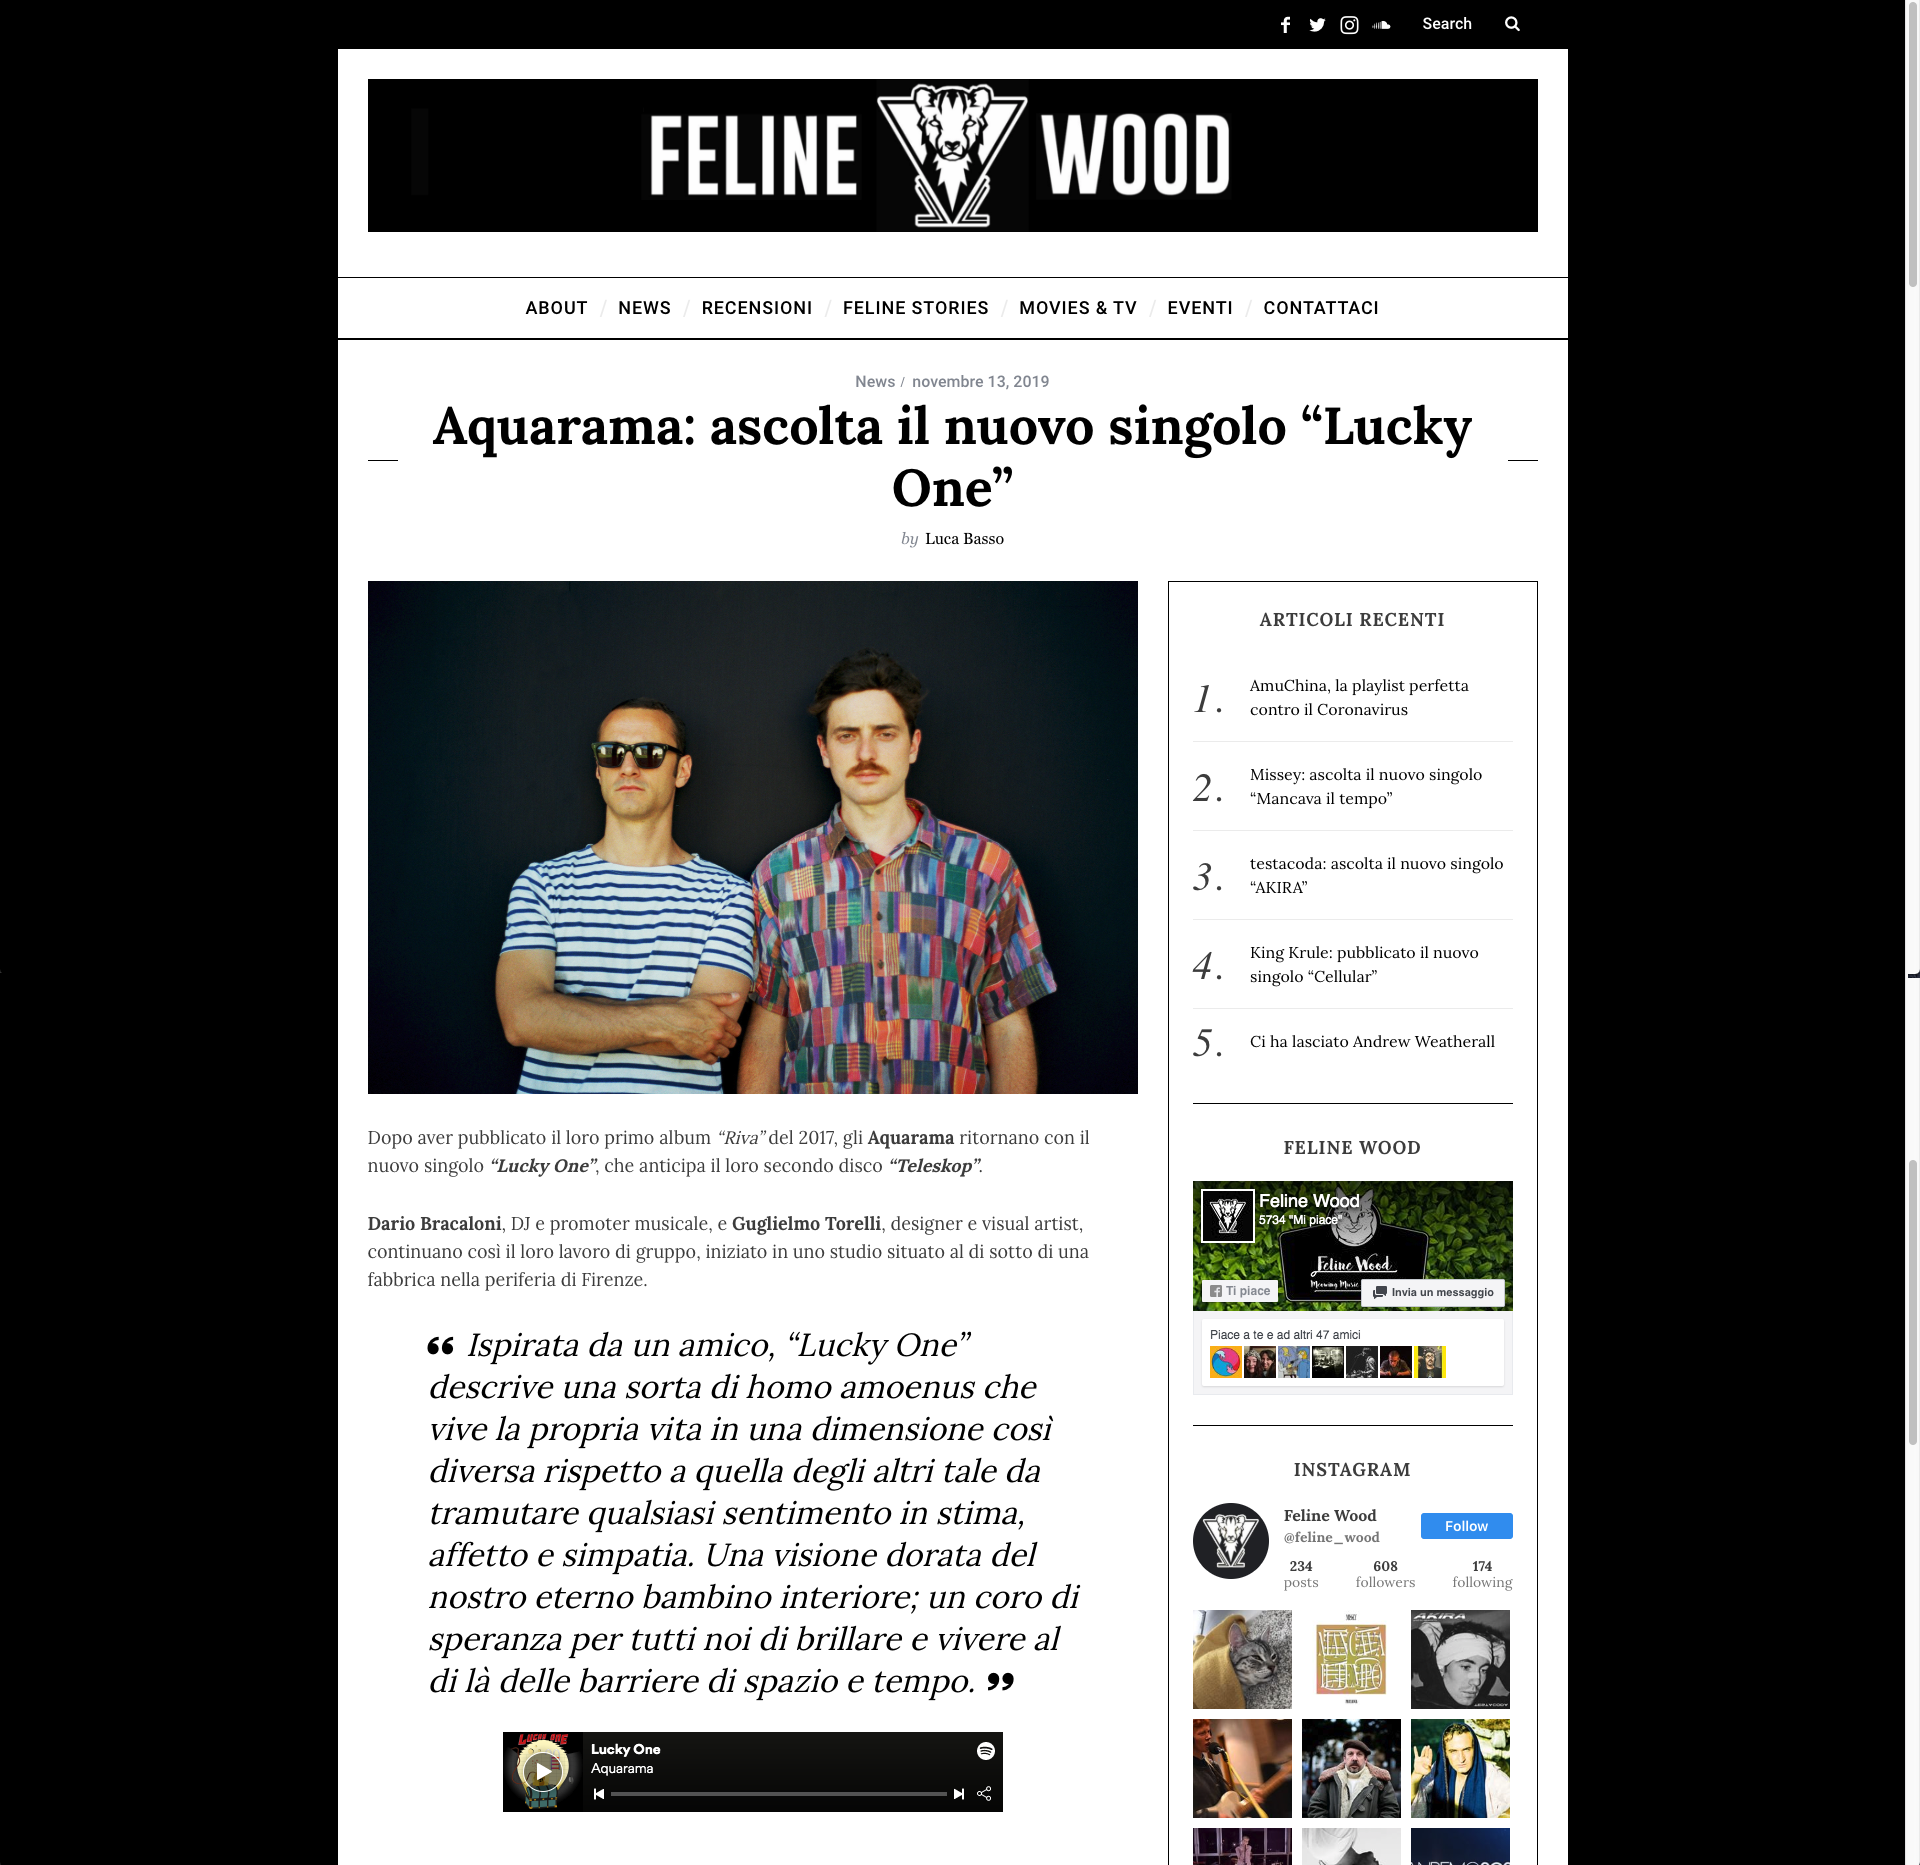 Search
FELINE WOOD
ABOUT / NEWS / RECENSIONI / FELINE STORIES / MOVIES & TV / EVENTI / CONTATTACI
News / novembre 13, 2019
Aquarama: ascolta il nuovo singolo “Lucky
One”
by Luca Basso
Dopo aver pubblicato il loro primo album “Riva” del 2017, gli Aquarama ritornano con il
nuovo singolo “Lucky One”, che anticipa il loro secondo disco “Teleskop”.
Dario Bracaloni, DJ e promoter musicale, e Guglielmo Torelli, designer e visual artist,
continuano così il loro lavoro di gruppo, iniziato in uno studio situato al di sotto di una
fabbrica nella periferia di Firenze.
“ Ispirata da un amico, “Lucky One”
descrive una sorta di homo amoenus che
vive la propria vita in una dimensione così
diversa rispetto a quella degli altri tale da
tramutare qualsiasi sentimento in stima,
affetto e simpatia. Una visione dorata del
nostro eterno bambino interiore; un coro di
speranza per tutti noi di brillare e vivere al
di là delle barriere di spazio e tempo. ”
LUCKY ONE
Lucky One
Aquarama
ARTICOLI RECENTI
1. AmuChina, la playlist perfetta
contro il Coronavirus
2. Missey: ascolta il nuovo singolo
“Mancava il tempo”
3. testacoda: ascolta il nuovo singolo
“AKIRA”
4. King Krule: pubblicato il nuovo
singolo “Cellular”
5. Ci ha lasciato Andrew Weatherall
FELINE WOOD
Feline Wood
5734 "Mi piace"
Feline Wood
Meowing Music
Ti piace
Invia un messaggio
Piace a te e ad altri 47 amici
INSTAGRAM
Feline Wood
@feline_wood
Follow
234 608 174
posts followers following
AKIRA